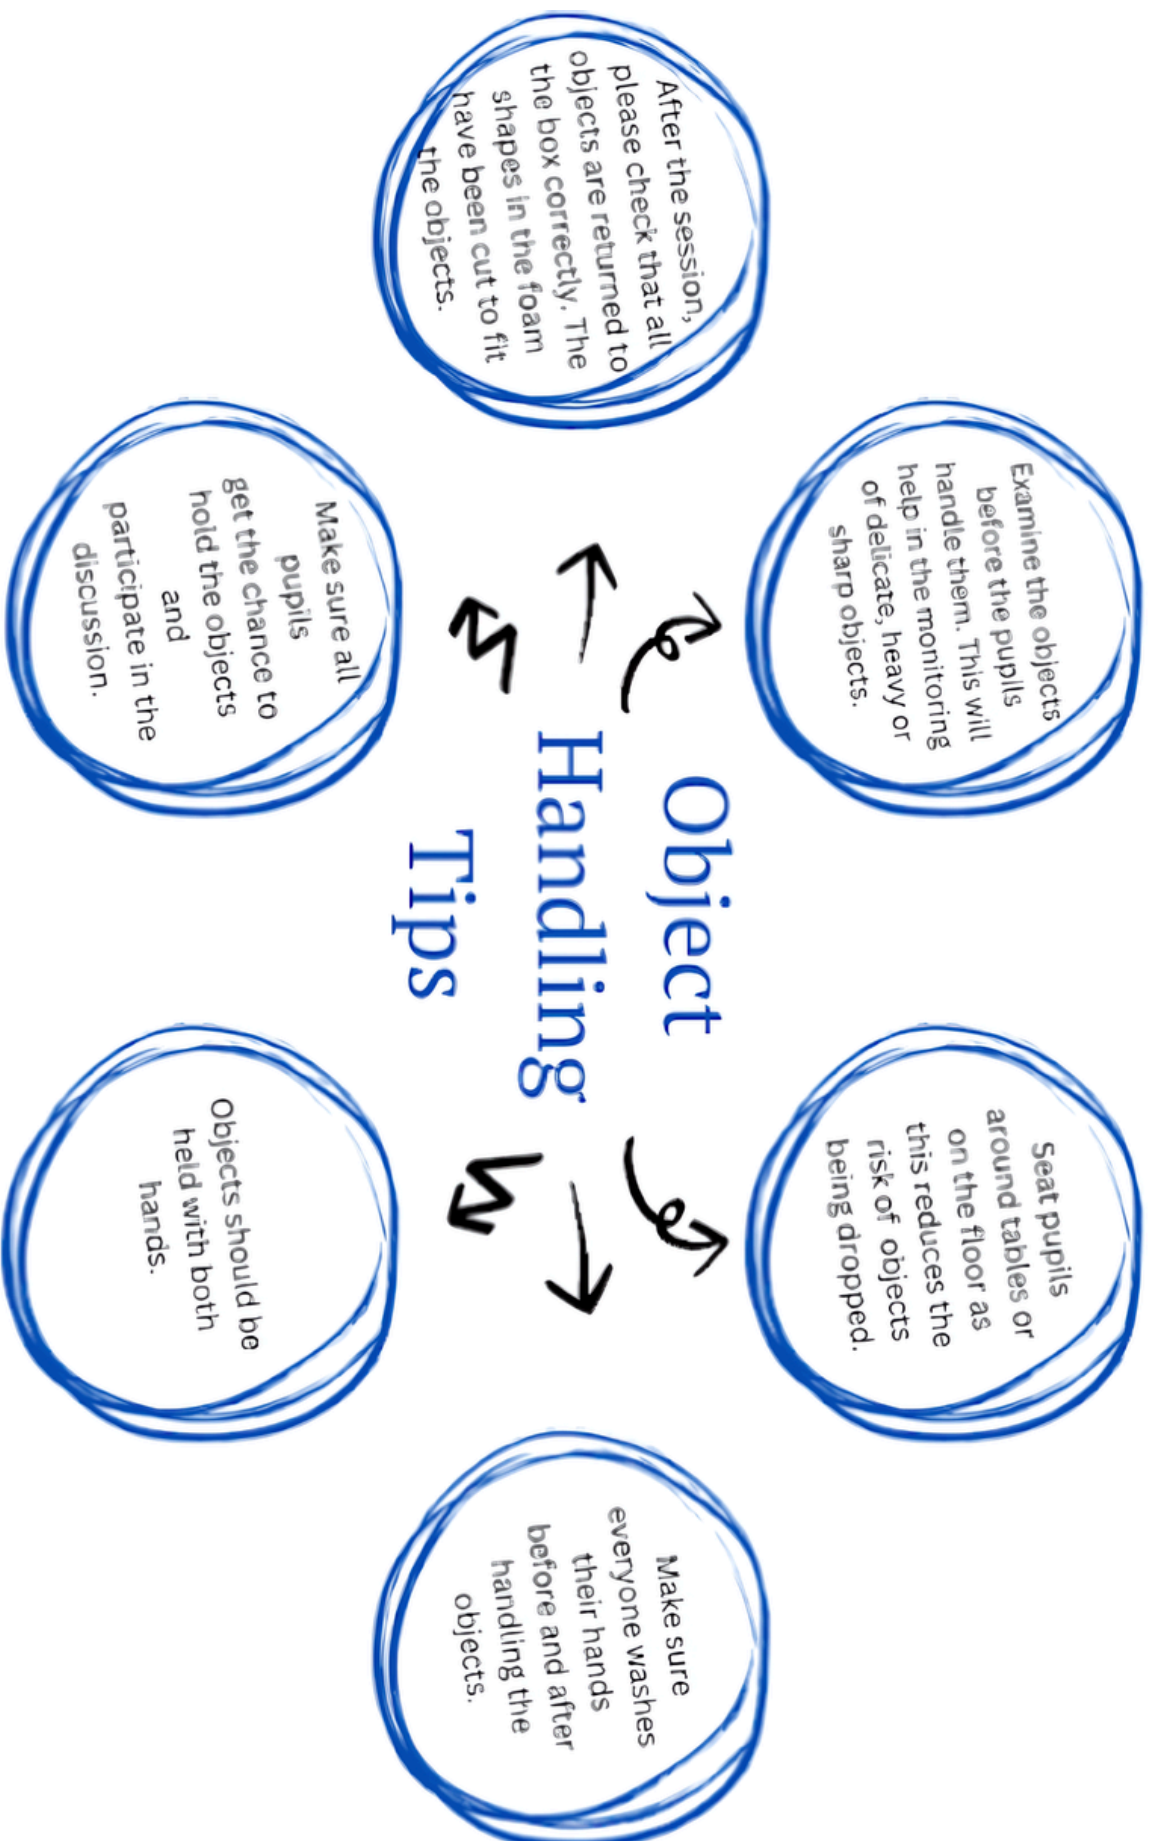 Object
Handling
Tips
Examine the objects
before the pupils
handle them. This will
help in the monitoring
of delicate, heavy or
sharp objects.
Seat pupils
around tables or
on the floor as
this reduces the
risk of objects
being dropped.
After the session,
please check that all
objects are returned to
the box correctly. The
shapes in the foam
have been cut to fit
the objects.
Make sure
everyone washes
their hands
before and after
handling the
objects.
Make sure all
pupils
get the chance to
hold the objects
and
participate in the
discussion.
Objects should be
held with both
hands.